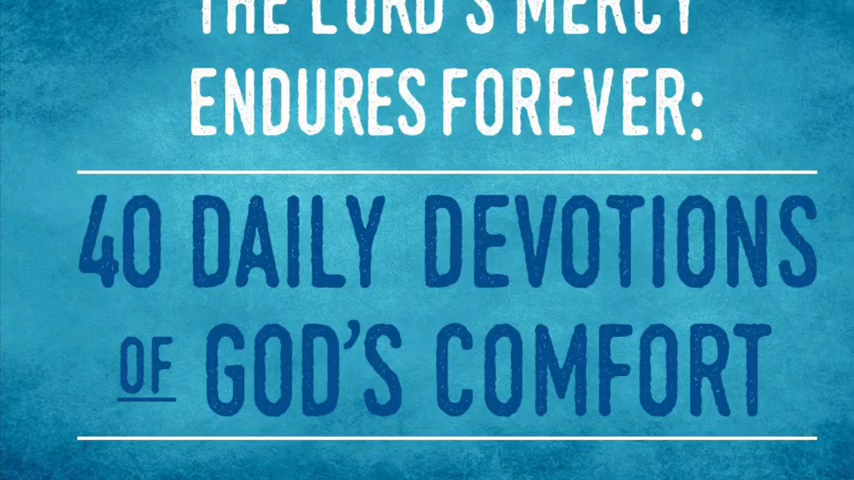 THE LORD'S MERCY
ENDURES FOREVER:
40 DAILY DEVOTIONS
OF GOD'S COMFORT